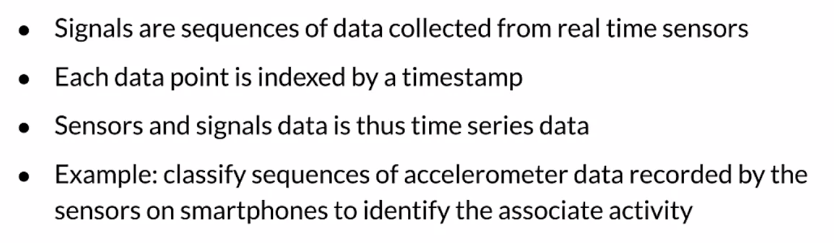 ● Signals are sequences of data collected from real time sensors
● Each data point is indexed by a timestamp
● Sensors and signals data is thus time series data
● Example: classify sequences of accelerometer data recorded by the
sensors on smartphones to identify the associate activity